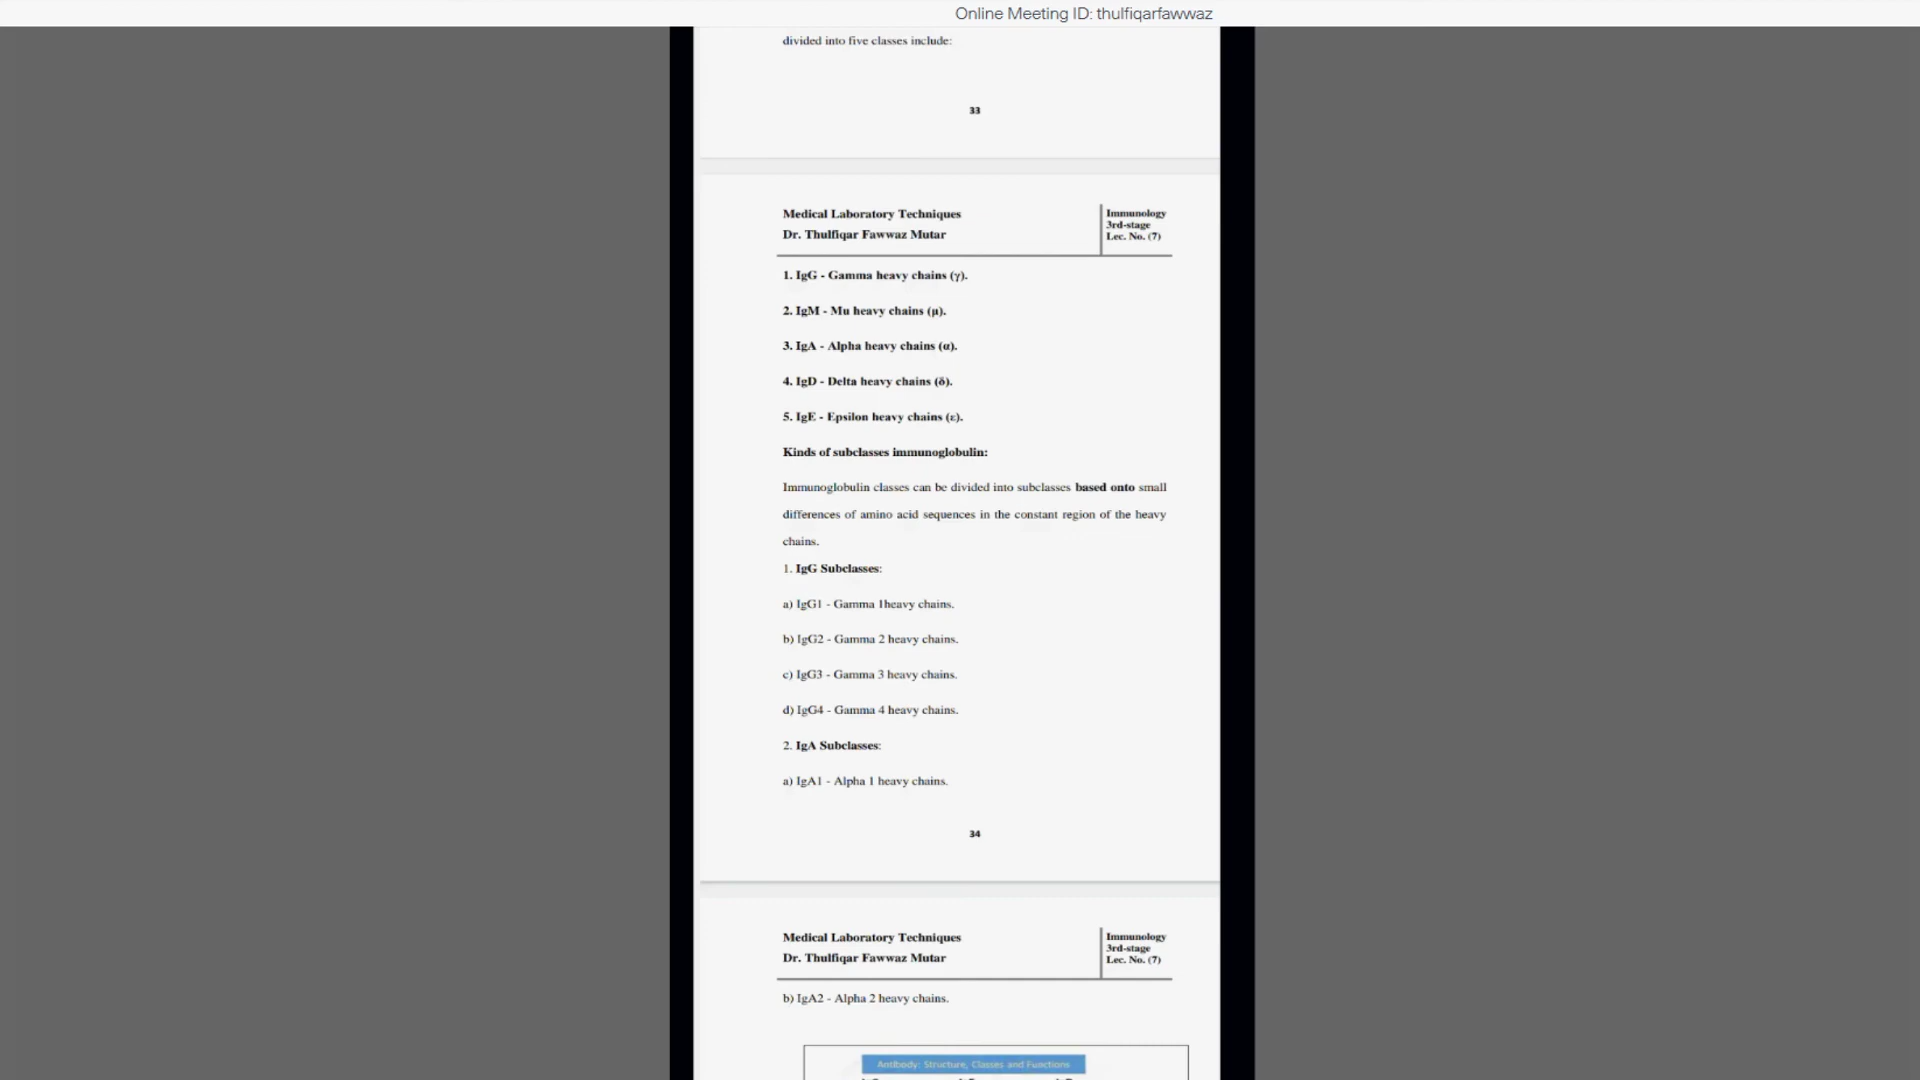 Online Meeting ID: thulfiqarfawwaz
divided into five classes include:
33
Medical Laboratory Techniques
Dr. Thulfiqar Fawwaz Mutar
Immunology
3rd-stage
Lec. No. (7)
1. IgG - Gamma heavy chains (γ).
2. IgM - Mu heavy chains (μ).
3. IgA - Alpha heavy chains (α).
4. IgD - Delta heavy chains (δ).
5. IgE - Epsilon heavy chains (ε).
Kinds of subclasses immunoglobulin:
Immunoglobulin classes can be divided into subclasses based onto small
differences of amino acid sequences in the constant region of the heavy
chains.
1. IgG Subclasses:
a) IgG1 - Gamma 1heavy chains.
b) IgG2 - Gamma 2 heavy chains.
c) IgG3 - Gamma 3 heavy chains.
d) IgG4 - Gamma 4 heavy chains.
2. IgA Subclasses:
a) IgA1 - Alpha 1 heavy chains.
34
Medical Laboratory Techniques
Dr. Thulfiqar Fawwaz Mutar
Immunology
3rd-stage
Lec. No. (7)
b) IgA2 - Alpha 2 heavy chains.
Antibody: Structure, Classes and Functions